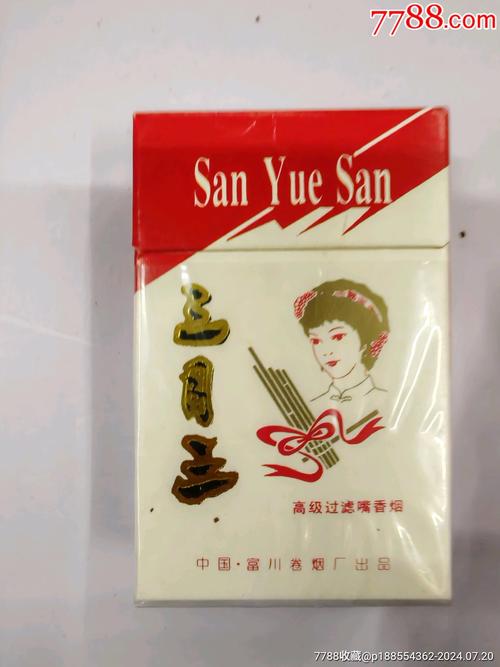 7788.com
San Yue San
三月三
高级过滤嘴香烟
中国·富川卷烟厂出品
7788收藏@p188554362-2024.07.20